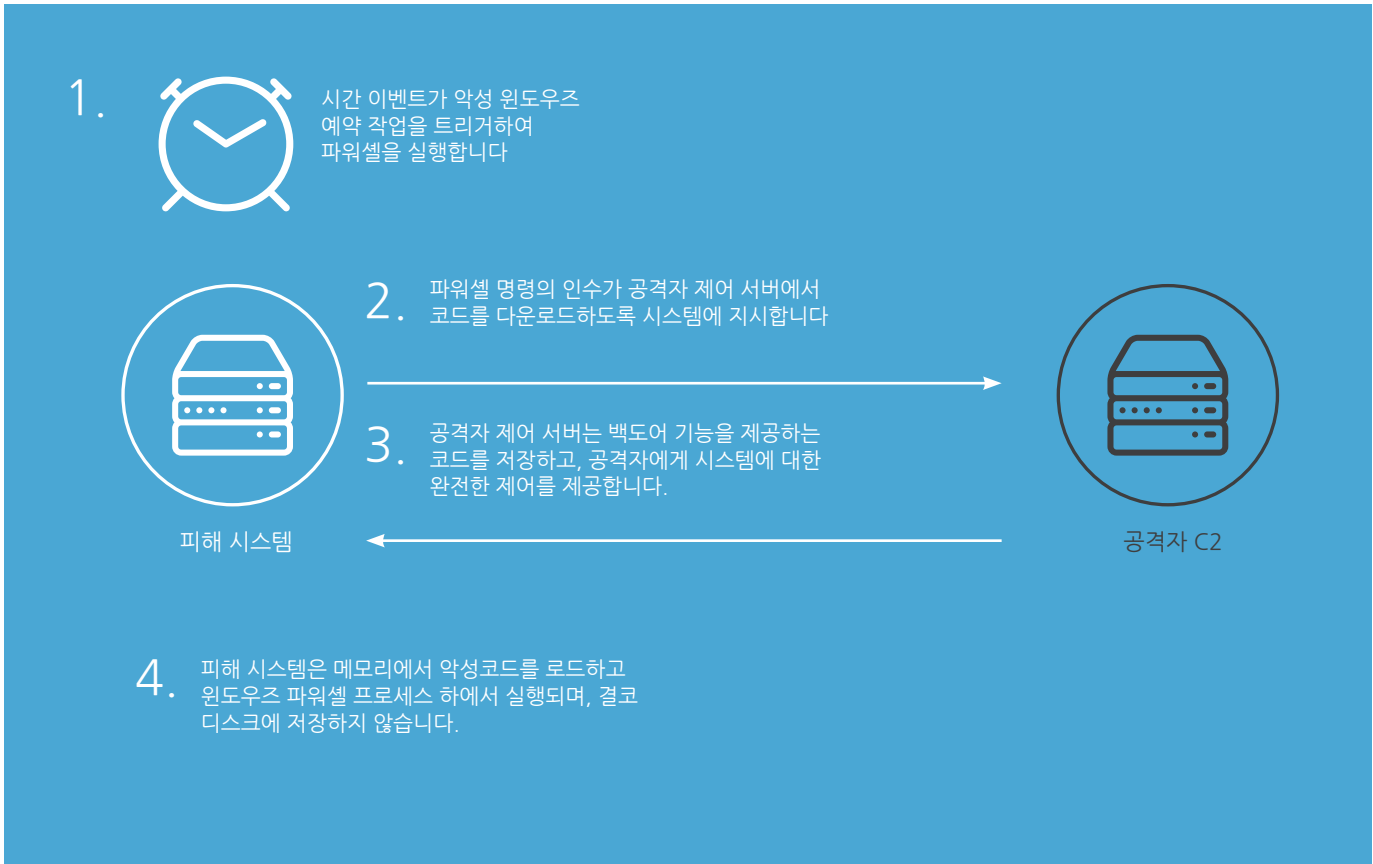 1.
시간 이벤트가 악성 윈도우즈
예약 작업을 트리거하여
파워셸을 실행합니다
2.
파워셸 명령의 인수가 공격자 제어 서버에서
코드를 다운로드하도록 시스템에 지시합니다
3.
공격자 제어 서버는 백도어 기능을 제공하는
코드를 저장하고, 공격자에게 시스템에 대한
완전한 제어를 제공합니다.
피해 시스템
공격자 C2
4.
피해 시스템은 메모리에서 악성코드를 로드하고
윈도우즈 파워셸 프로세스 하에서 실행되며, 결코
디스크에 저장하지 않습니다.